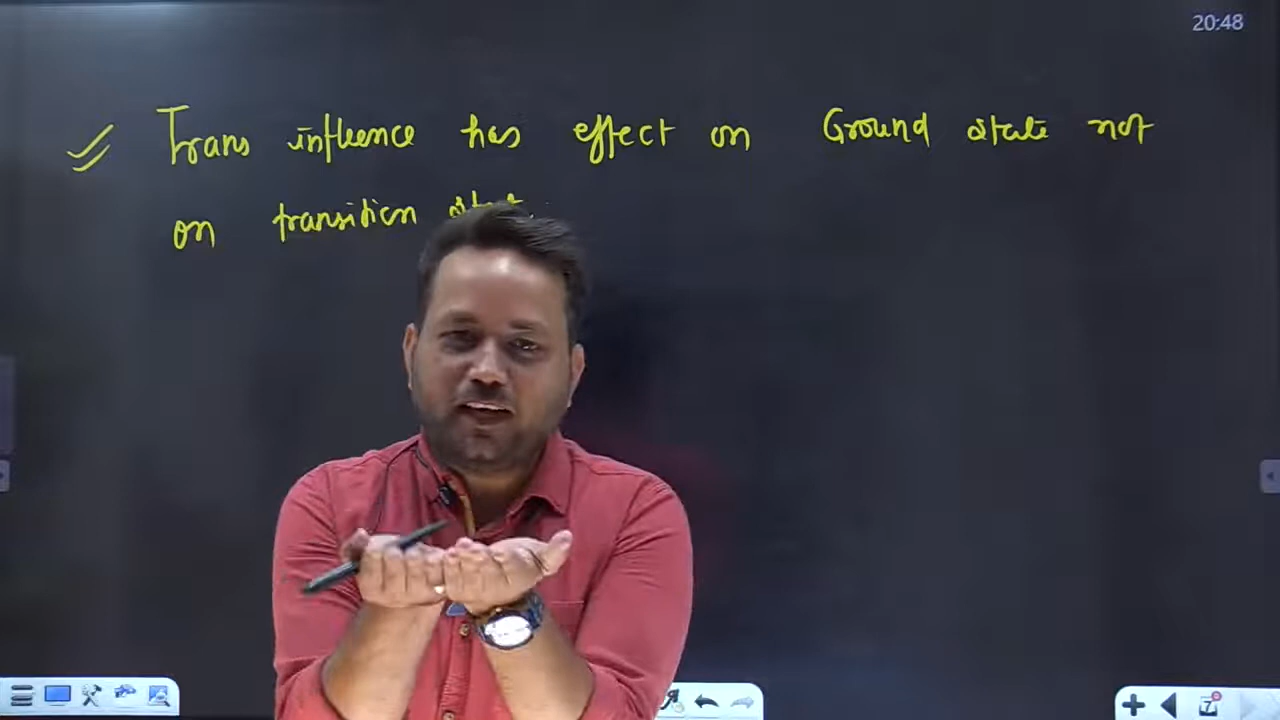 20:48
Trans influence has effect on Ground state not
on transition